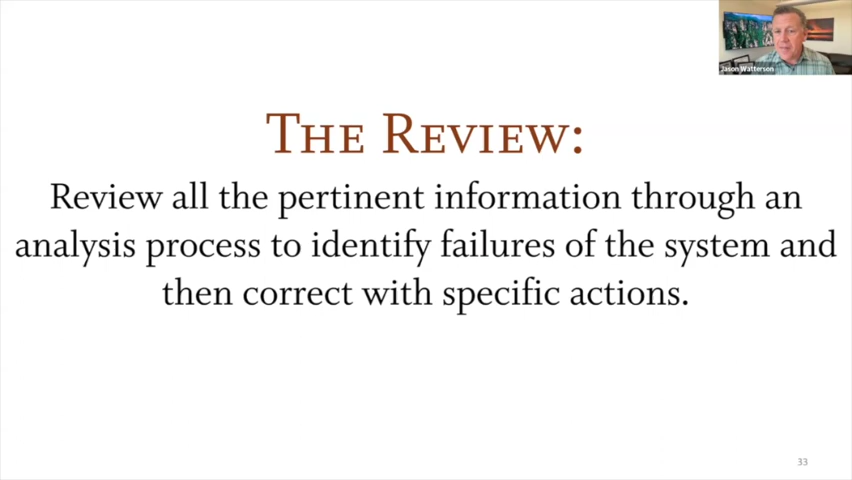 Jason Watterson
THE REVIEW:
Review all the pertinent information through an
analysis process to identify failures of the system and
then correct with specific actions.
33